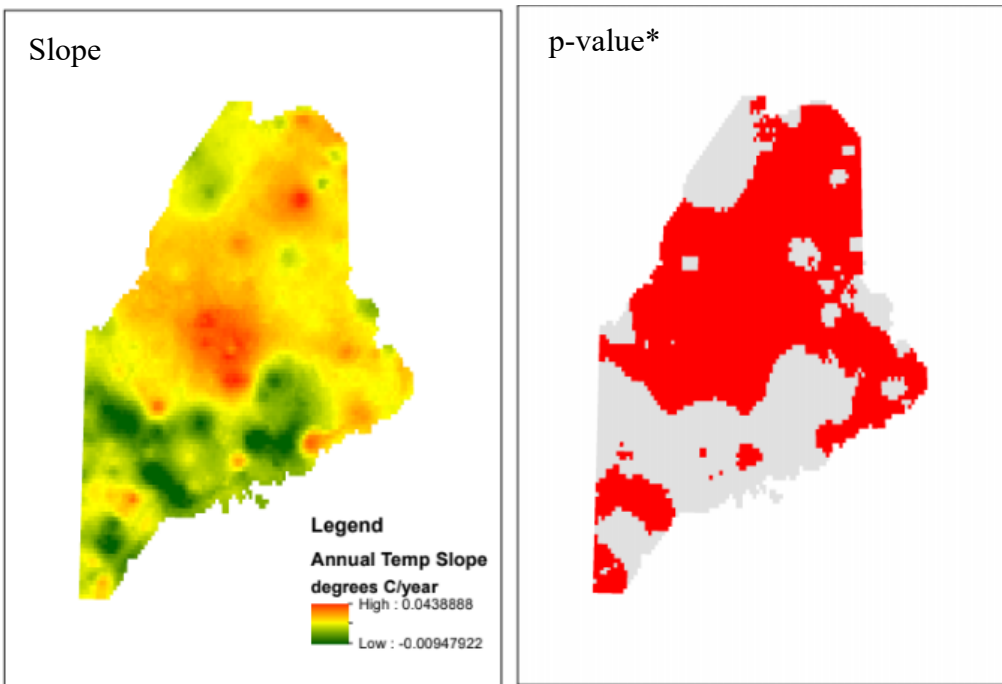 Slope
p-value*
Legend
Annual Temp Slope
degrees C/year
High : 0.0438888
Low : -0.00947922